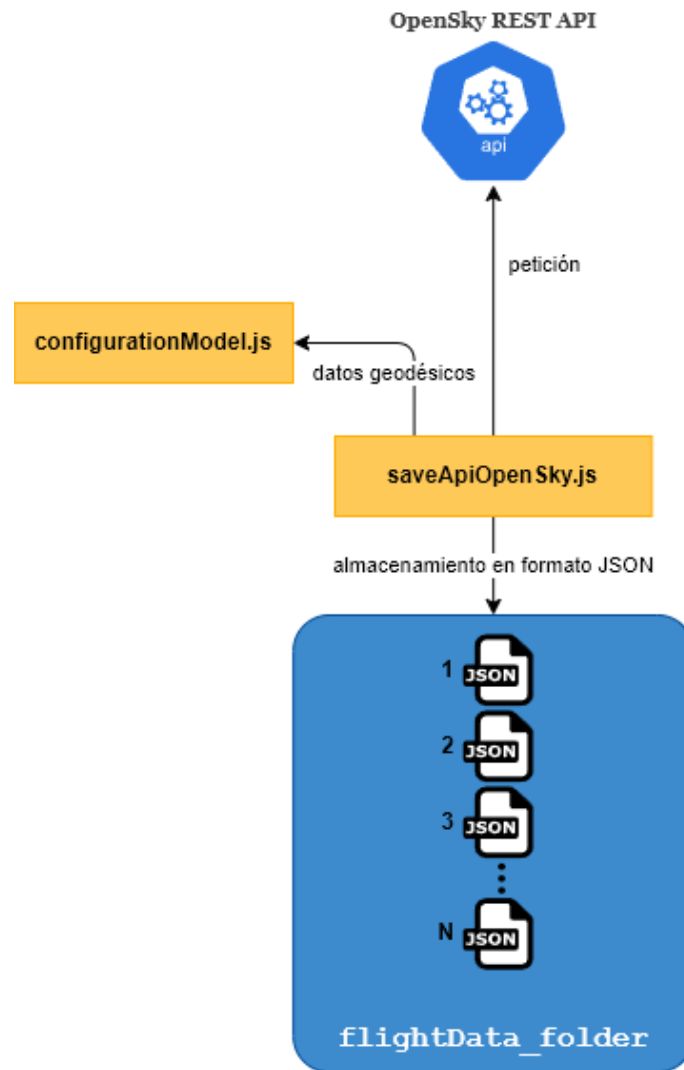 OpenSky REST API
api
petición
configurationModel.js
datos geodésicos
saveApiOpenSky.js
almacenamiento en formato JSON
1 JSON
2 JSON
3 JSON
N JSON
flightData_folder